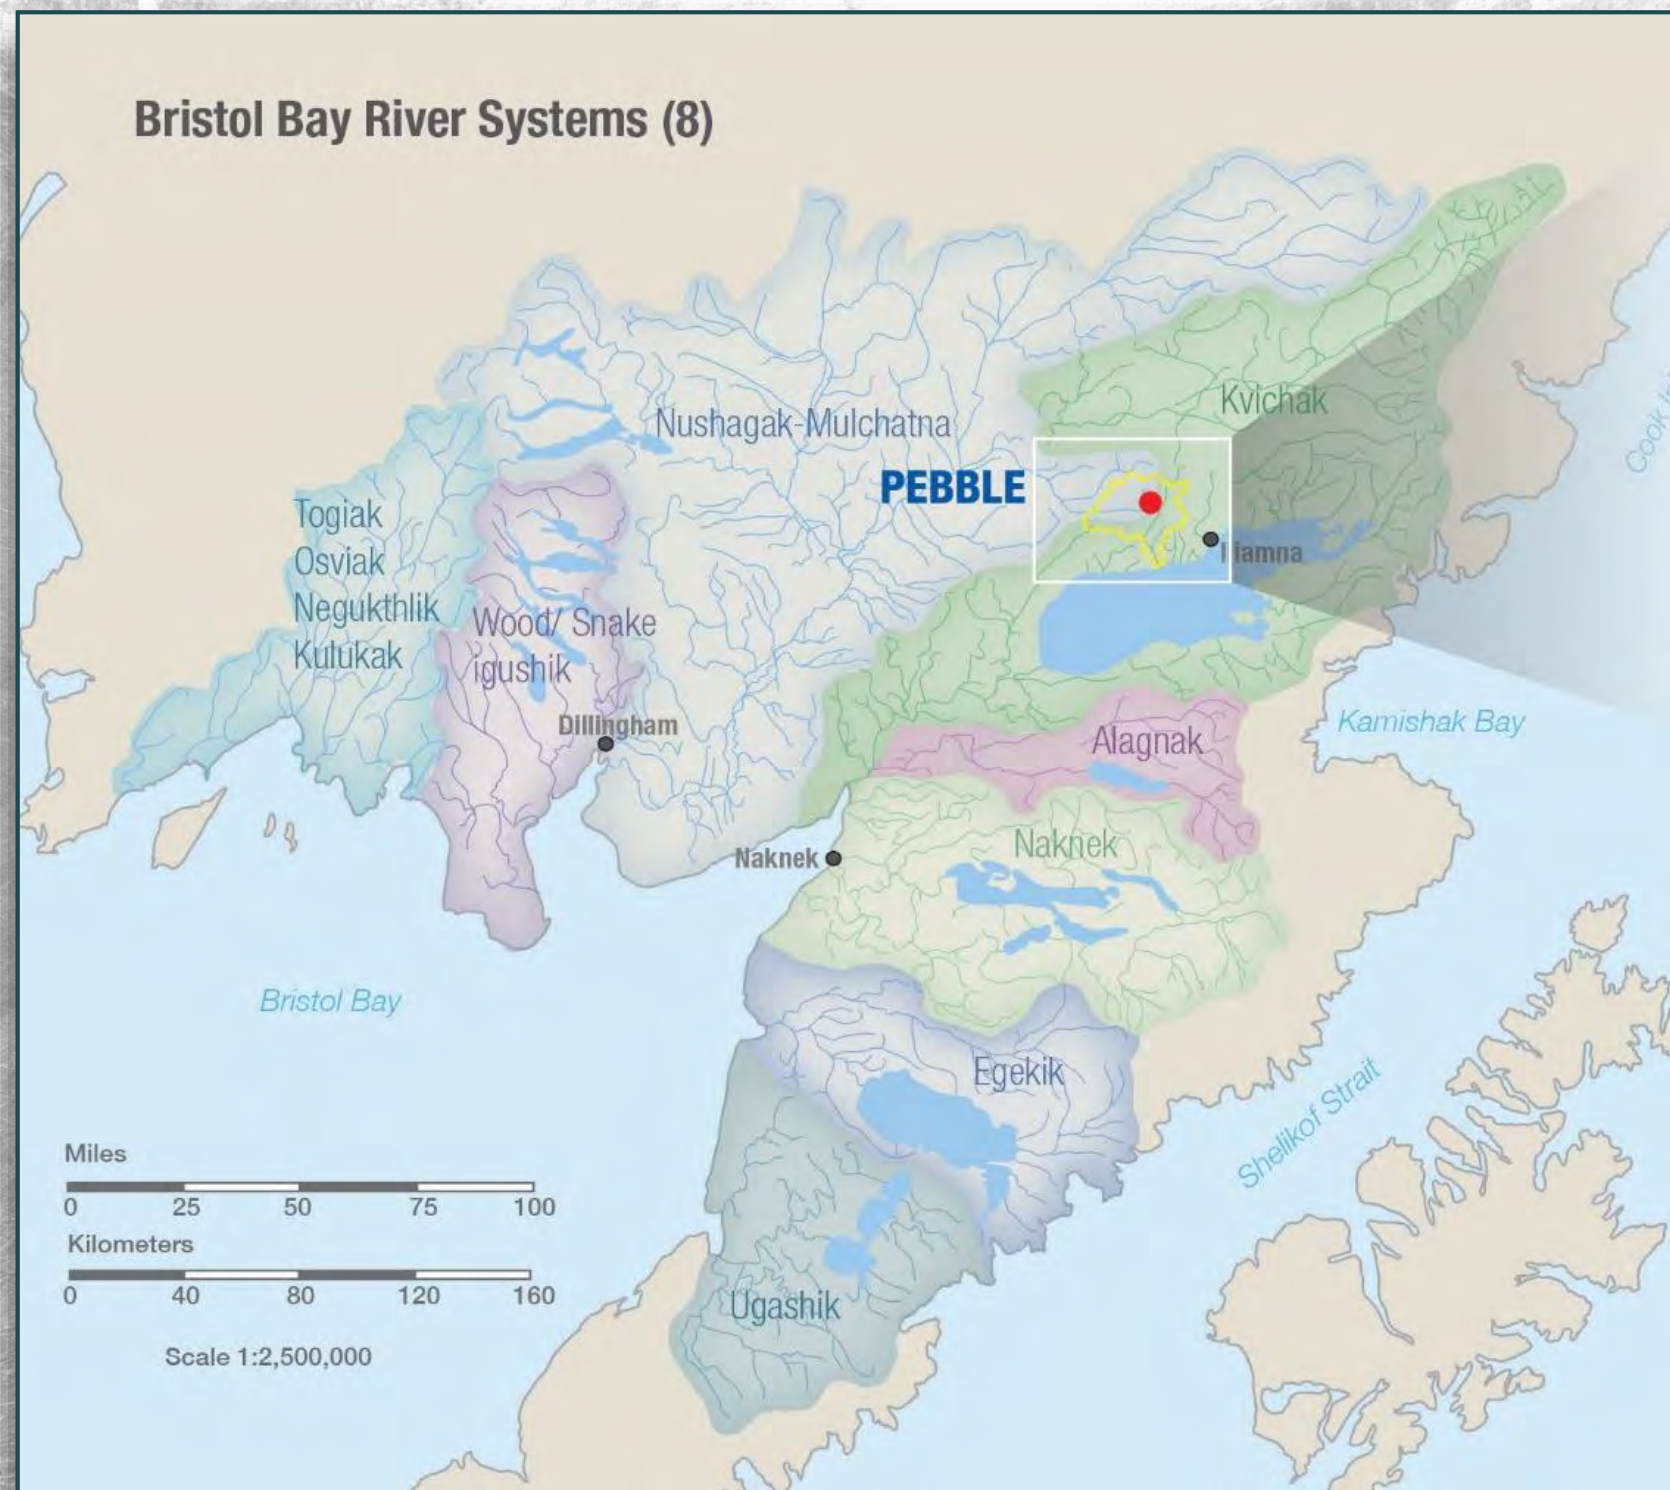 Bristol Bay River Systems (8)
Kvichak
Nushagak-Mulchatna
PEBBLE
Togiak
Osviak
Negukthlik
Kulukak
Iliamna
Wood/ Snake
igushik
Dillingham
Kamishak Bay
Alagnak
Naknek
Naknek
Bristol Bay
Egekik
Shelikof Strait
Miles
0 25 50 75 100
Kilometers
0 40 80 120 160
Ugashik
Scale 1:2,500,000
Cook